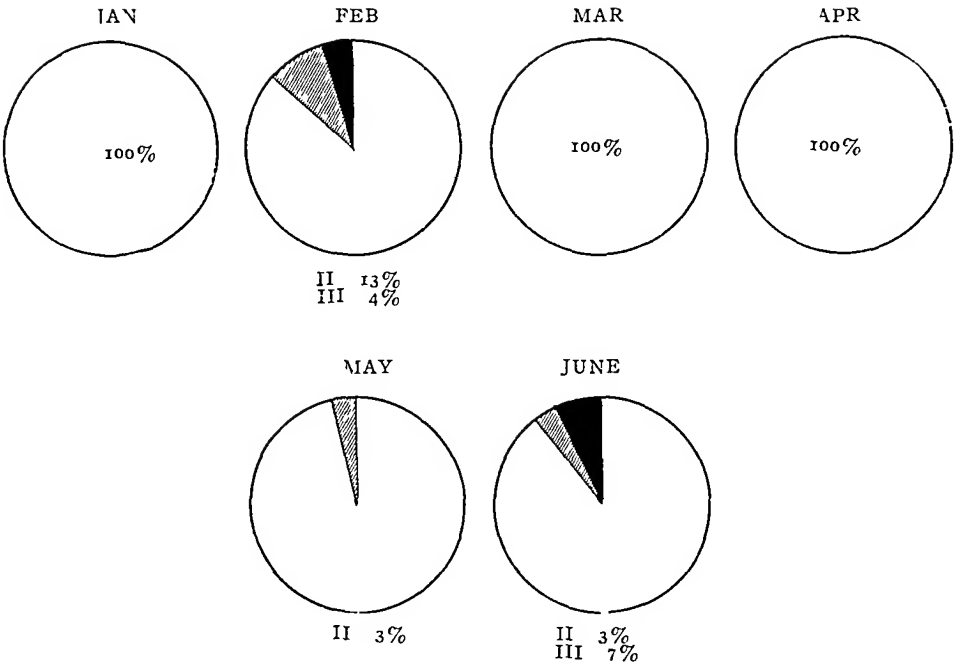 JAN
FEB
MAR
APR
100%
100%
100%
II 13%
III 4%
MAY
JUNE
II 3%
II 3%
III 7%